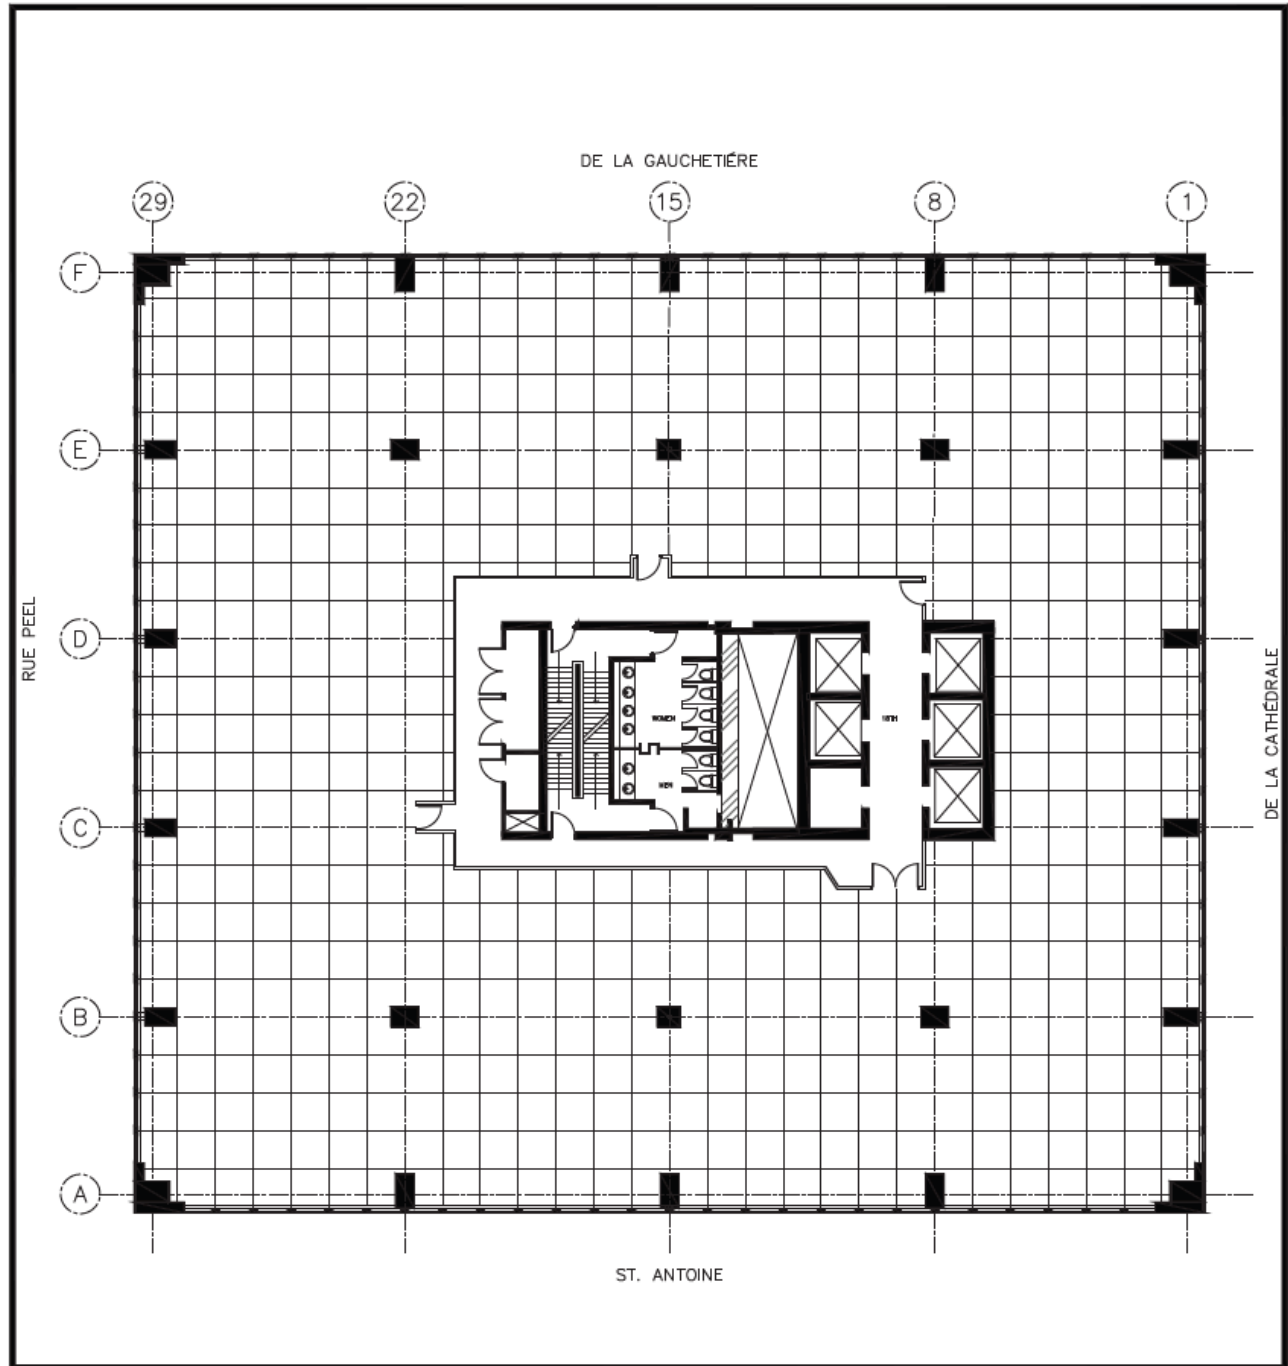 DE LA GAUCHETIÉRE
29 22 15 8 1
F
E
D
C
B
A
RUE PEEL
DE LA CATHÉDRALE
WOMEN
MEN
ST. ANTOINE